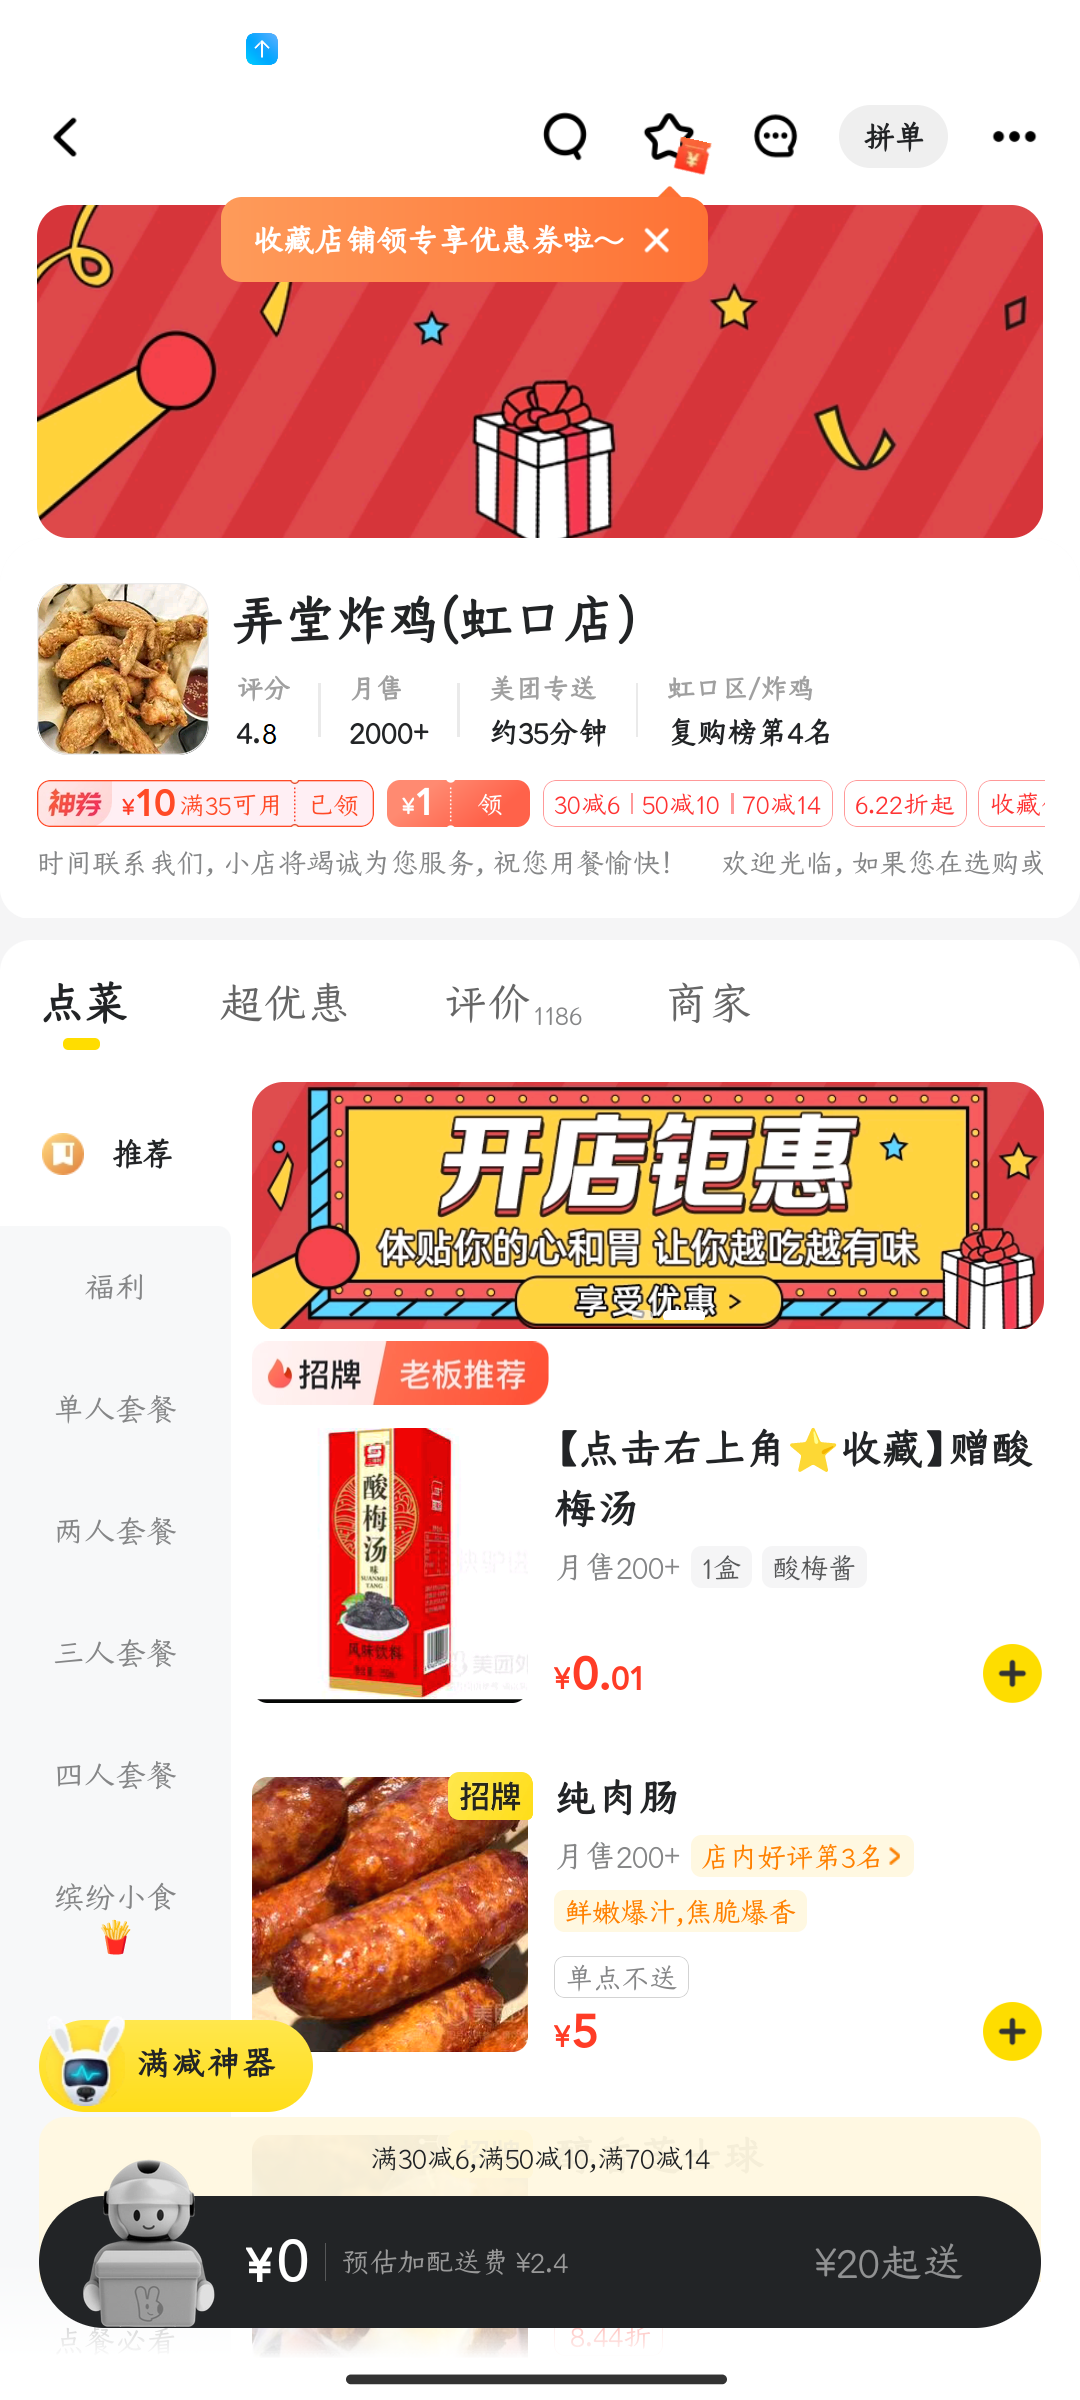 拼单
收藏店铺领专享优惠券啦～
弄堂炸鸡(虹口店)
评分 月售 美团专送 虹口区/炸鸡
4.8 2000+ 约35分钟 复购榜第4名
神券 ¥10 满35可用 已领 ¥1 领 30减6 50减10 70减14 6.22折起 收藏
时间联系我们, 小店将竭诚为您服务, 祝您用餐愉快! 欢迎光临, 如果您在选购或
点菜 超优惠 评价 1186 商家
推荐
福利
单人套餐
两人套餐
三人套餐
四人套餐
缤纷小食
开店钜惠
体贴你的心和胃 让你越吃越有味
享受优惠 >
招牌 老板推荐
酸梅汤
味
SUANMEI
TANG
风味饮料
美团外
【点击右上角⭐收藏】赠酸
梅汤
月售200+ 1盒 酸梅酱
¥0.01
招牌
纯肉肠
月售200+ 店内好评第3名
鲜嫩爆汁,焦脆爆香
单点不送
¥5
满减神器
满30减6,满50减10,满70减14
¥0 预估加配送费 ¥2.4 ¥20起送
点餐必看
8.44折